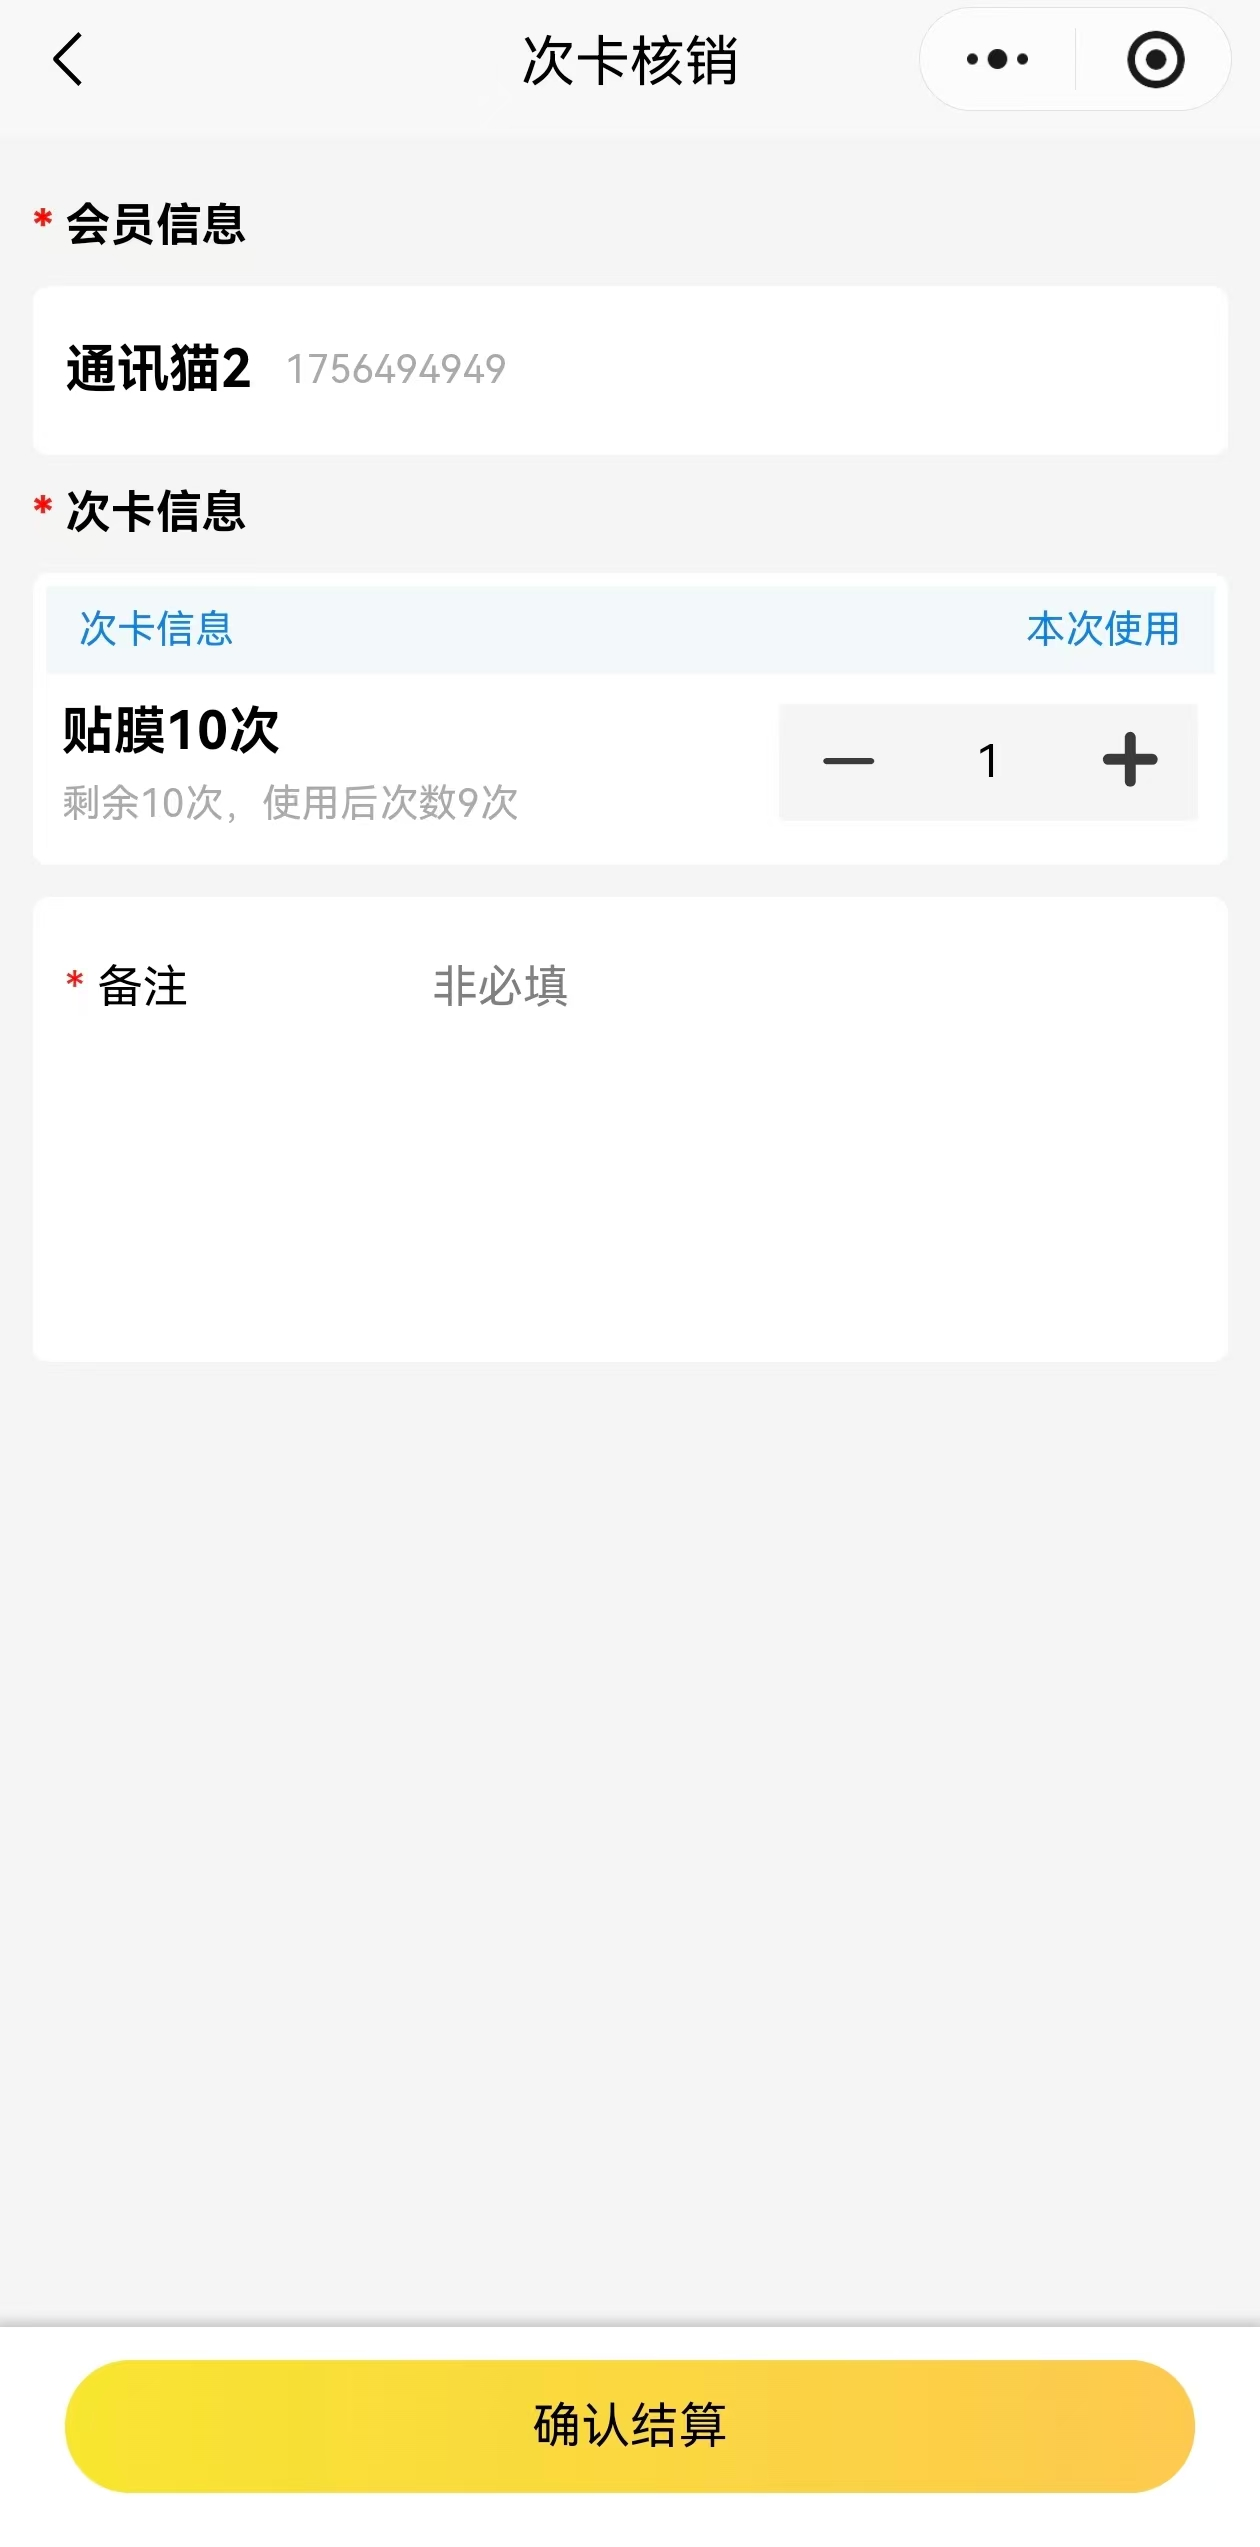 次卡核销
* 会员信息
通讯猫2 1756494949
* 次卡信息
次卡信息 本次使用
贴膜10次
剩余10次，使用后次数9次
1
* 备注 非必填
确认结算